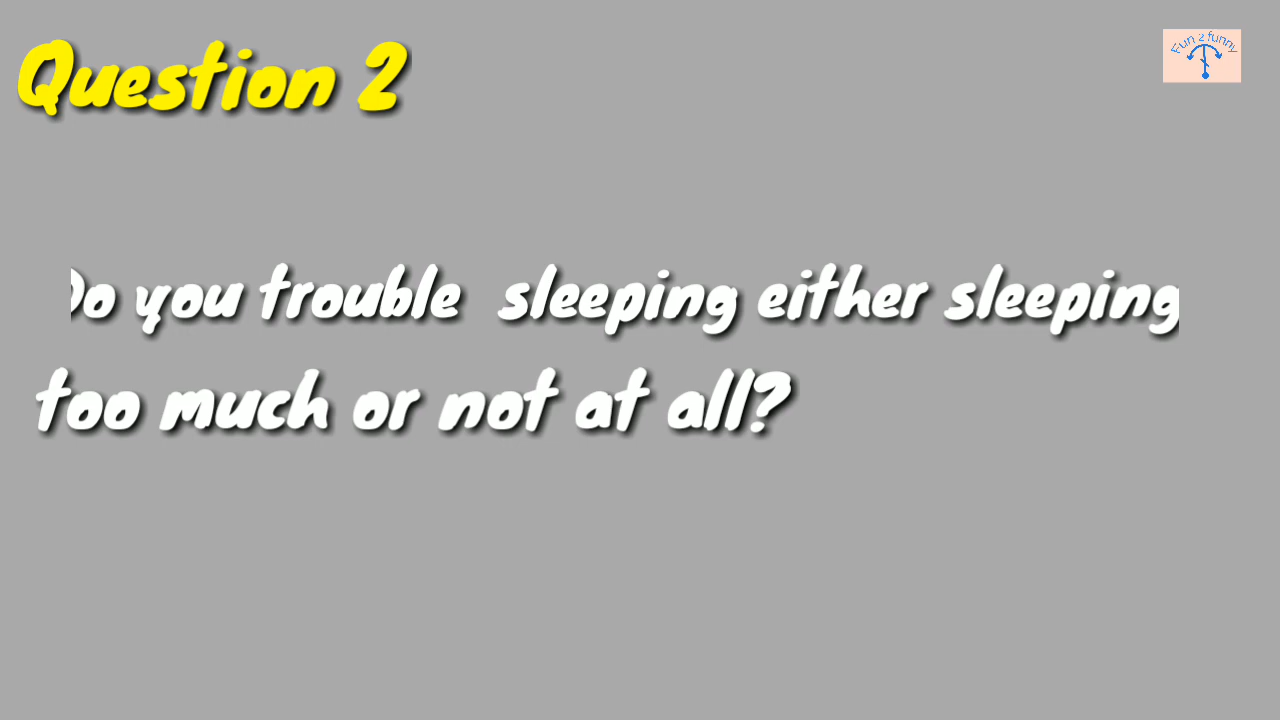 Question 2
Fun 2 funny
Do you trouble sleeping either sleeping
too much or not at all?